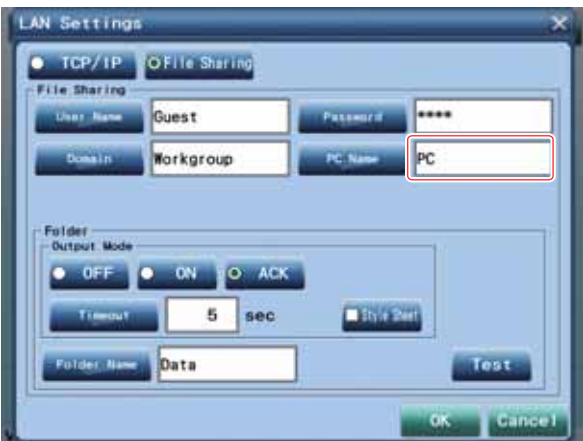 LAN Settings
TCP/IP File Sharing
File Sharing
User Name Guest Password ****
Domain Workgroup PC Name PC
Folder
Output Mode
OFF ON ACK
Timeout 5 sec Style Sheet
Folder Name Data Test
OK Cancel